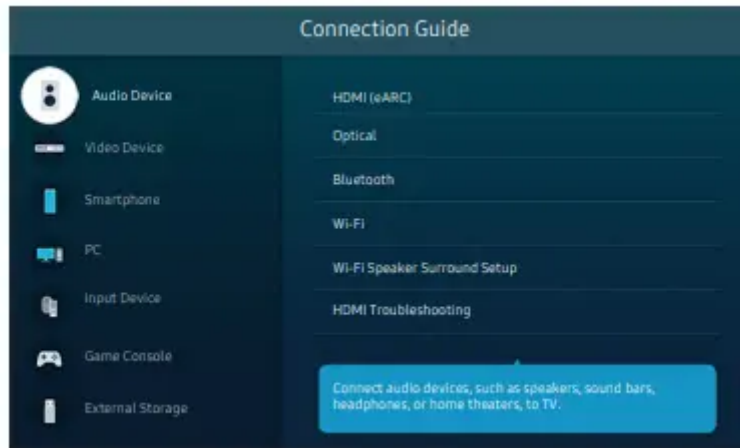 Connection Guide
Audio Device
Video Device
Smartphone
PC
Input Device
Game Console
External Storage
HDMI (eARC)
Optical
Bluetooth
Wi-Fi
Wi-Fi Speaker Surround Setup
HDMI Troubleshooting
Connect audio devices, such as speakers, sound bars,
headphones, or home theaters, to TV.